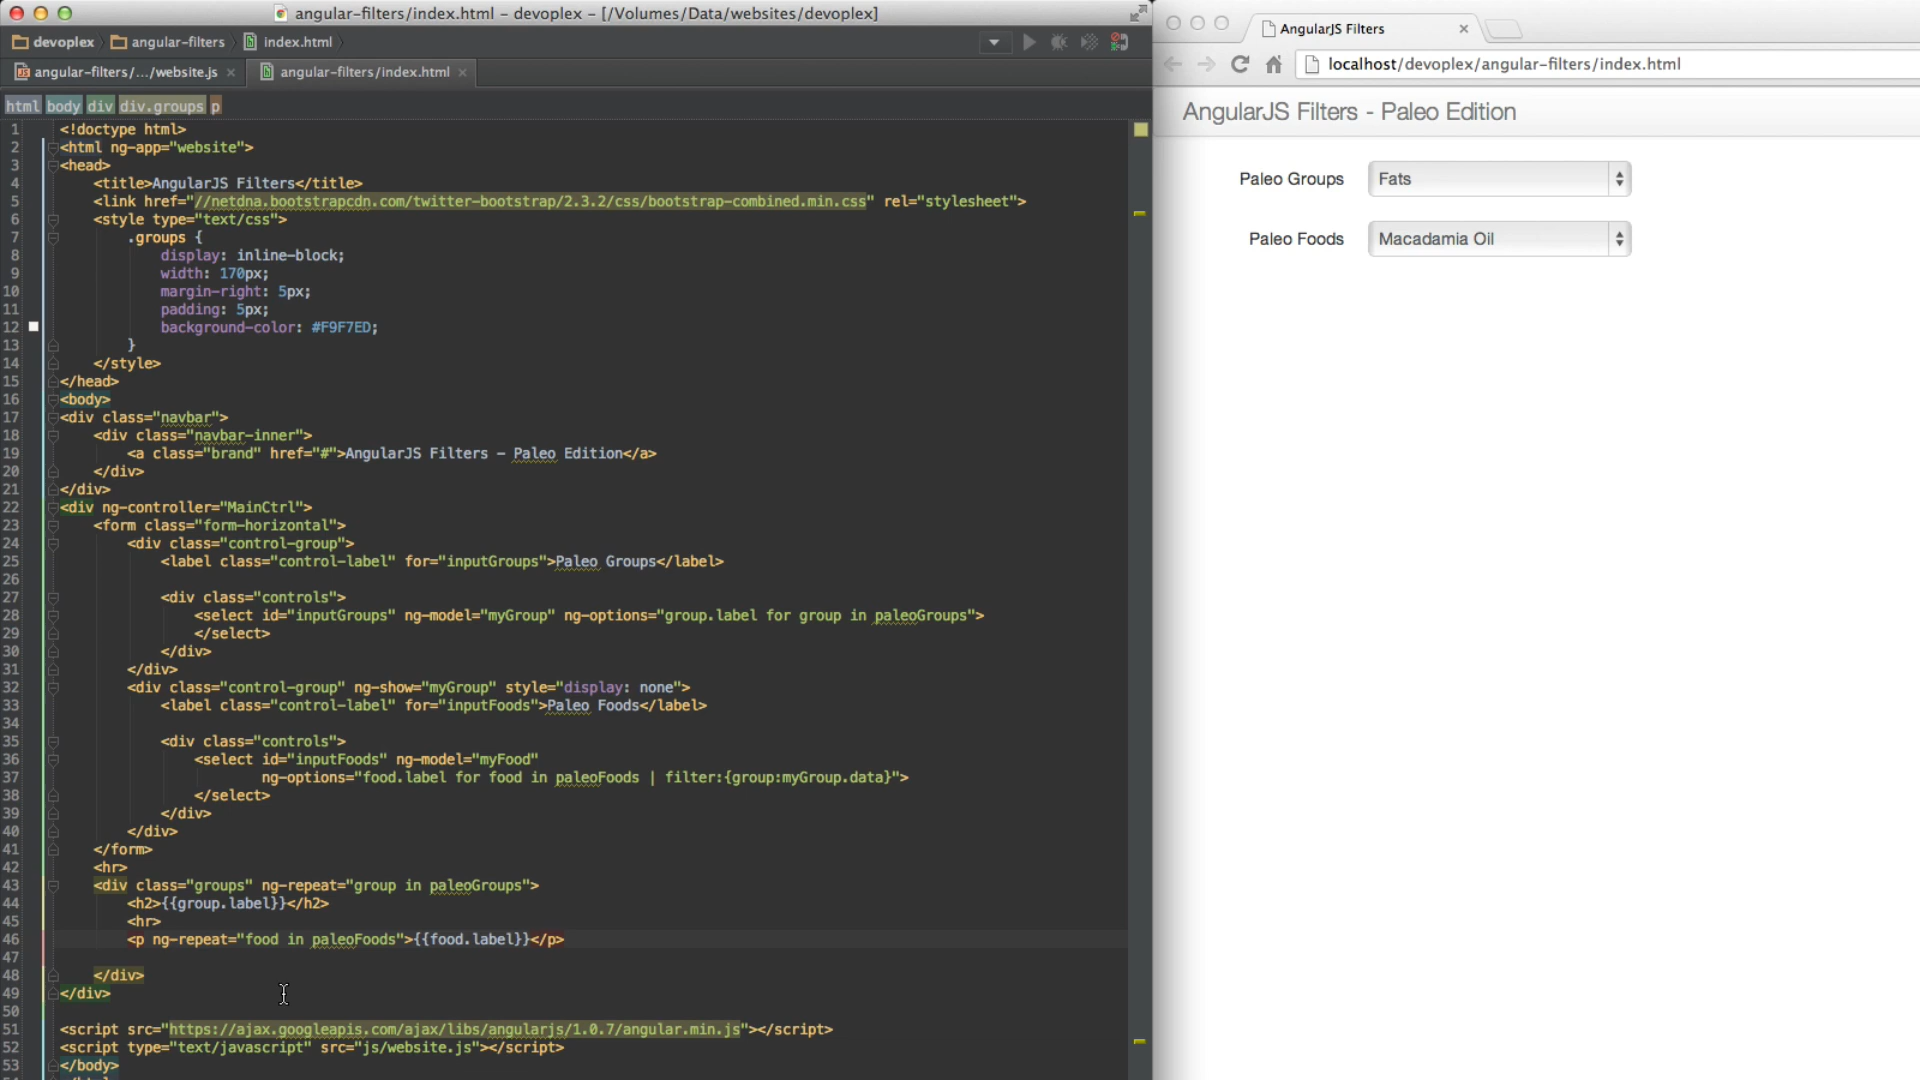 angular-filters/index.html – devoplex – [/Volumes/Data/websites/devoplex]
devoplex angular-filters index.html
angular-filters/.../website.js angular-filters/index.html
html body div div.groups p
1 <!doctype html>
2 <html ng-app="website">
3 <head>
4 <title>AngularJS Filters</title>
5 <link href="//netdna.bootstrapcdn.com/twitter-bootstrap/2.3.2/css/bootstrap-combined.min.css" rel="stylesheet">
6 <style type="text/css">
7 .groups {
8 display: inline-block;
9 width: 170px;
10 margin-right: 5px;
11 padding: 5px;
12 background-color: #F9F7ED;
13 }
14 </style>
15 </head>
16 <body>
17 <div class="navbar">
18 <div class="navbar-inner">
19 <a class="brand" href="#">AngularJS Filters – Paleo Edition</a>
20 </div>
21 </div>
22 <div ng-controller="MainCtrl">
23 <form class="form-horizontal">
24 <div class="control-group">
25 <label class="control-label" for="inputGroups">Paleo Groups</label>
26
27 <div class="controls">
28 <select id="inputGroups" ng-model="myGroup" ng-options="group.label for group in paleoGroups">
29 </select>
30 </div>
31 </div>
32 <div class="control-group" ng-show="myGroup" style="display: none">
33 <label class="control-label" for="inputFoods">Paleo Foods</label>
34
35 <div class="controls">
36 <select id="inputFoods" ng-model="myFood"
37 ng-options="food.label for food in paleoFoods | filter:{group:myGroup.data}">
38 </select>
39 </div>
40 </div>
41 </form>
42 <hr>
43 <div class="groups" ng-repeat="group in paleoGroups">
44 <h2>{{group.label}}</h2>
45 <hr>
46 <p ng-repeat="food in paleoFoods">{{food.label}}</p>
47
48 </div>
49 </div>
50
51 <script src="https://ajax.googleapis.com/ajax/libs/angularjs/1.0.7/angular.min.js"></script>
52 <script type="text/javascript" src="js/website.js"></script>
53 </body>
AngularJS Filters
localhost/devoplex/angular-filters/index.html
AngularJS Filters - Paleo Edition
Paleo Groups Fats
Paleo Foods Macadamia Oil